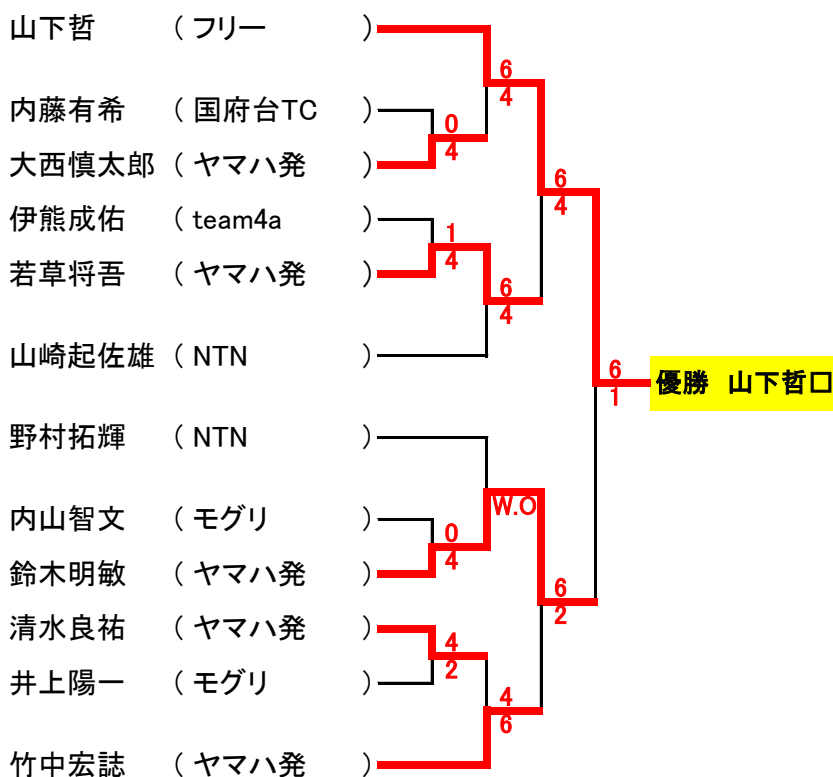 山下哲 ( フリー )
6
4
内藤有希 ( 国府台TC )
0
4
大西慎太郎 ( ヤマハ発 )
6
4
伊熊成佑 ( team4a )
1
4
若草将吾 ( ヤマハ発 )
6
4
山崎起佐雄 ( NTN )
6
1
優勝 山下哲口
野村拓輝 ( NTN )
W.O
内山智文 ( モグリ )
0
4
鈴木明敏 ( ヤマハ発 )
6
2
清水良祐 ( ヤマハ発 )
4
2
井上陽一 ( モグリ )
4
6
竹中宏誌 ( ヤマハ発 )